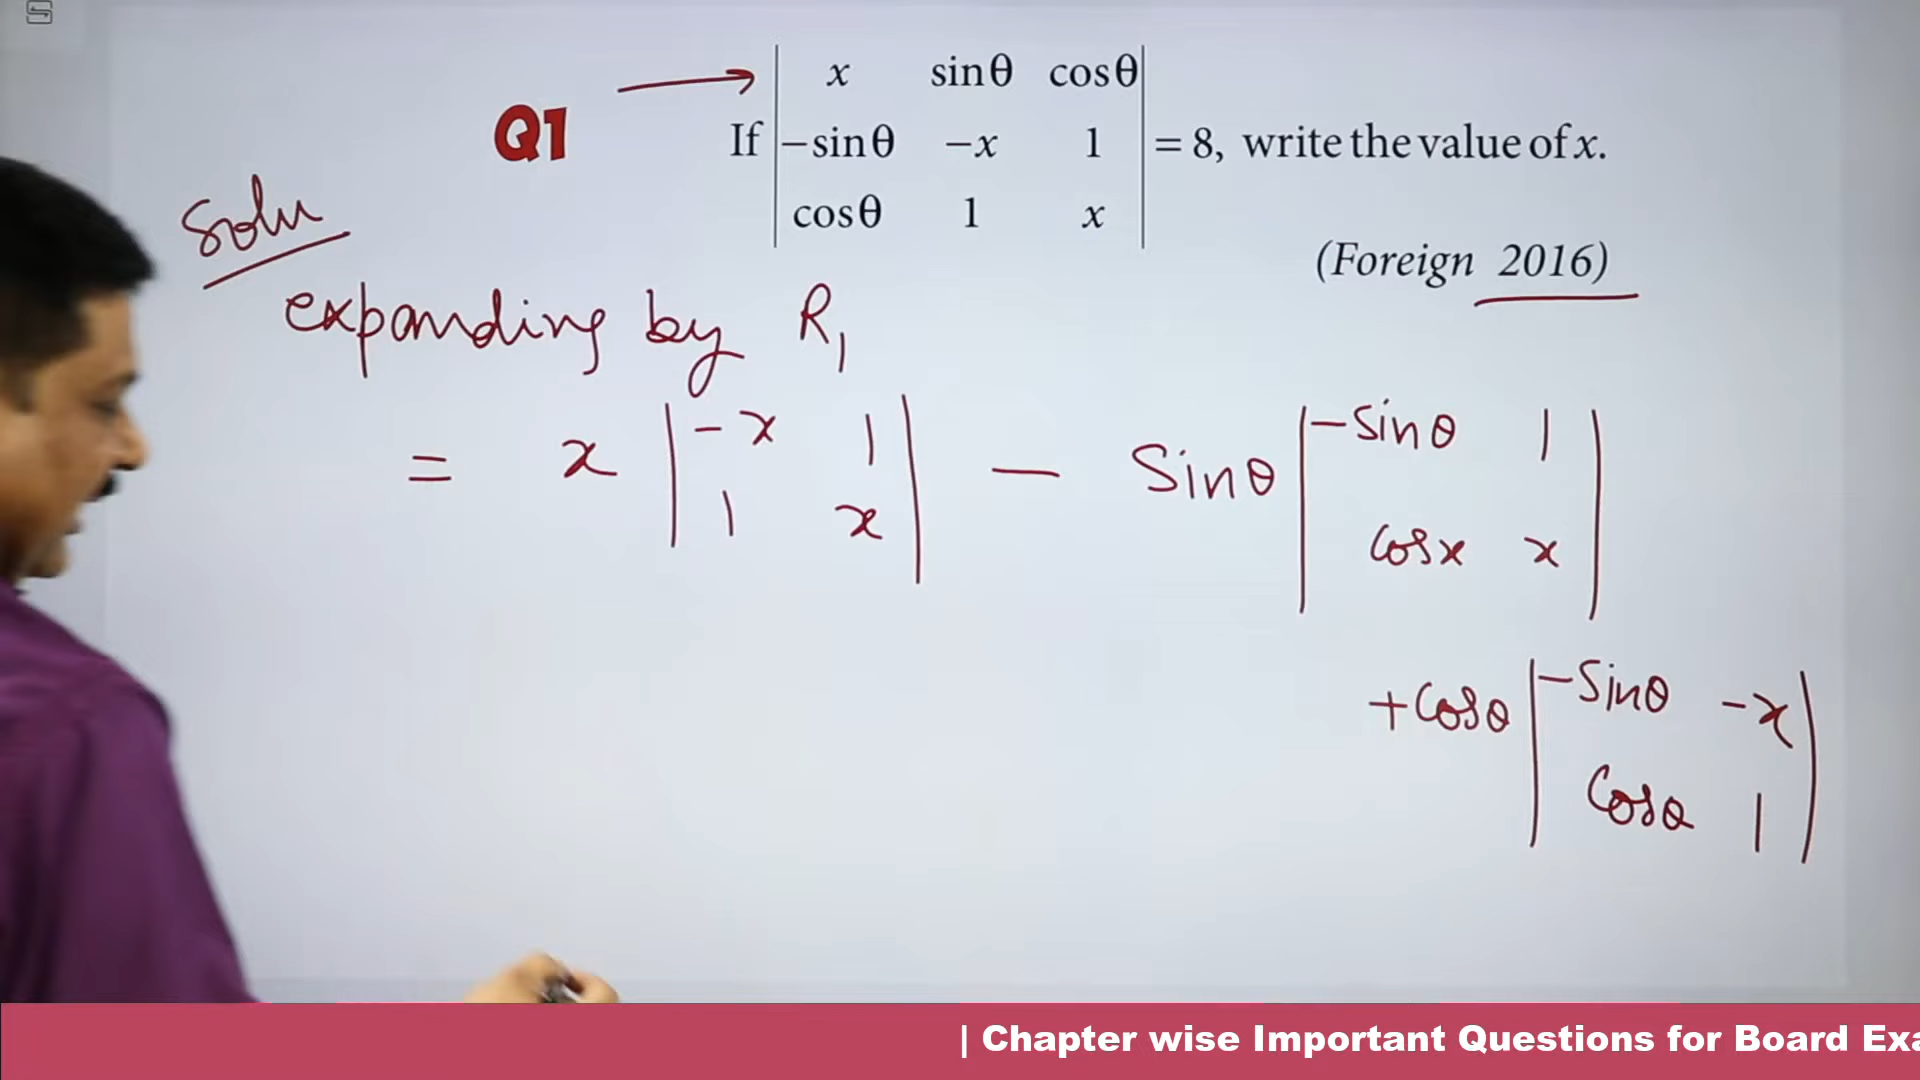 Q1
x sinθ cosθ
If −sinθ −x 1 = 8, write the value of x.
cosθ 1 x
(Foreign 2016)
Solu
expanding by R1
= x | -x 1 | − Sinθ | -Sinθ 1 |
1 x cosx x
+Cosθ | -Sinθ -x |
Cosθ 1
| Chapter wise Important Questions for Board Exa